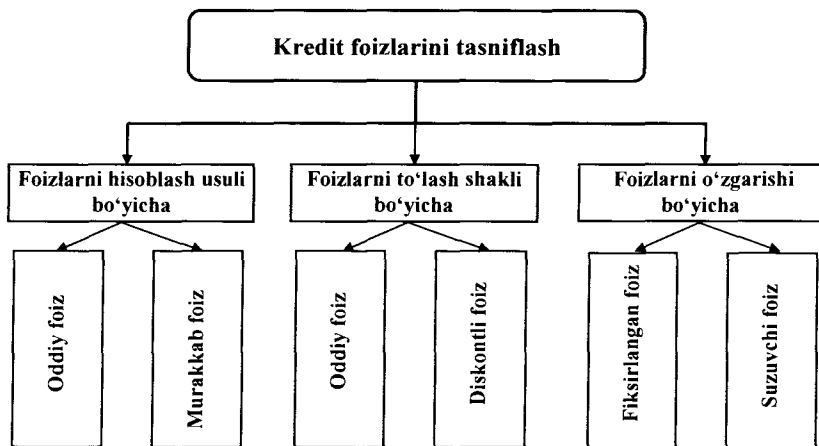 Kredit foizlarini tasniflash
Foizlarni hisoblash usuli
bo‘yicha
Foizlarni to‘lash shakli
bo‘yicha
Foizlarni o’zgarishi
bo‘yicha
Oddiy foiz
Murakkab foiz
Oddiy foiz
Diskontli foiz
Fiksirlangan foiz
Suzuvchi foiz